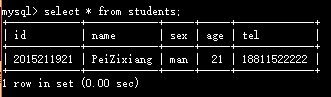 mysql> select * from students;
+------------+-----------+-----+-----+-------------+
| id | name | sex | age | tel |
+------------+-----------+-----+-----+-------------+
| 2015211921 | PeiZixiang | man | 21 | 18811522222 |
+------------+-----------+-----+-----+-------------+
1 row in set (0.00 sec)